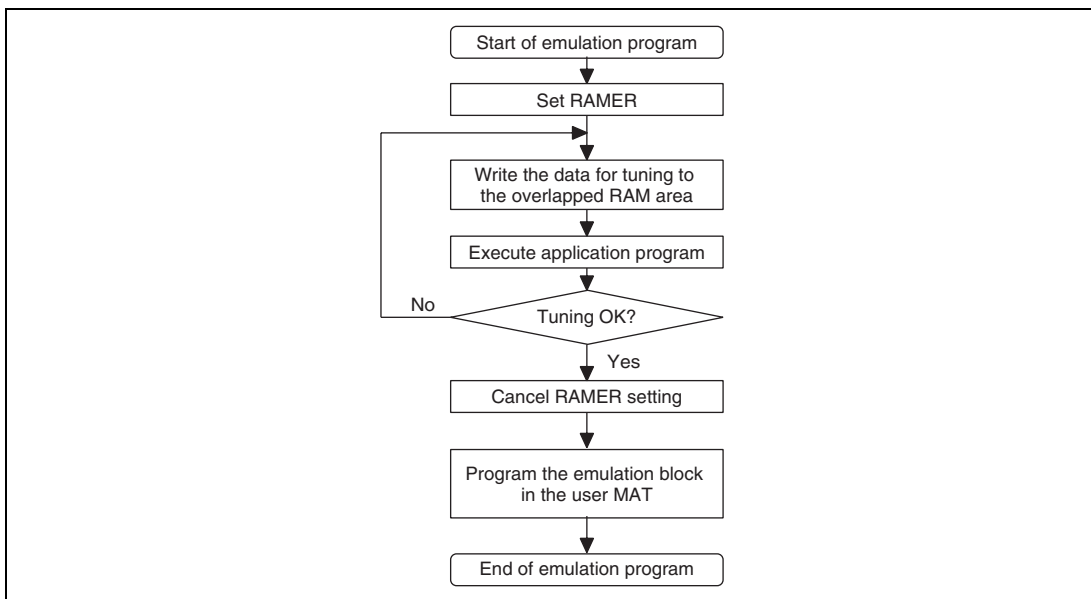 Start of emulation program
Set RAMER
Write the data for tuning to
the overlapped RAM area
Execute application program
No
Tuning OK?
Yes
Cancel RAMER setting
Program the emulation block
in the user MAT
End of emulation program